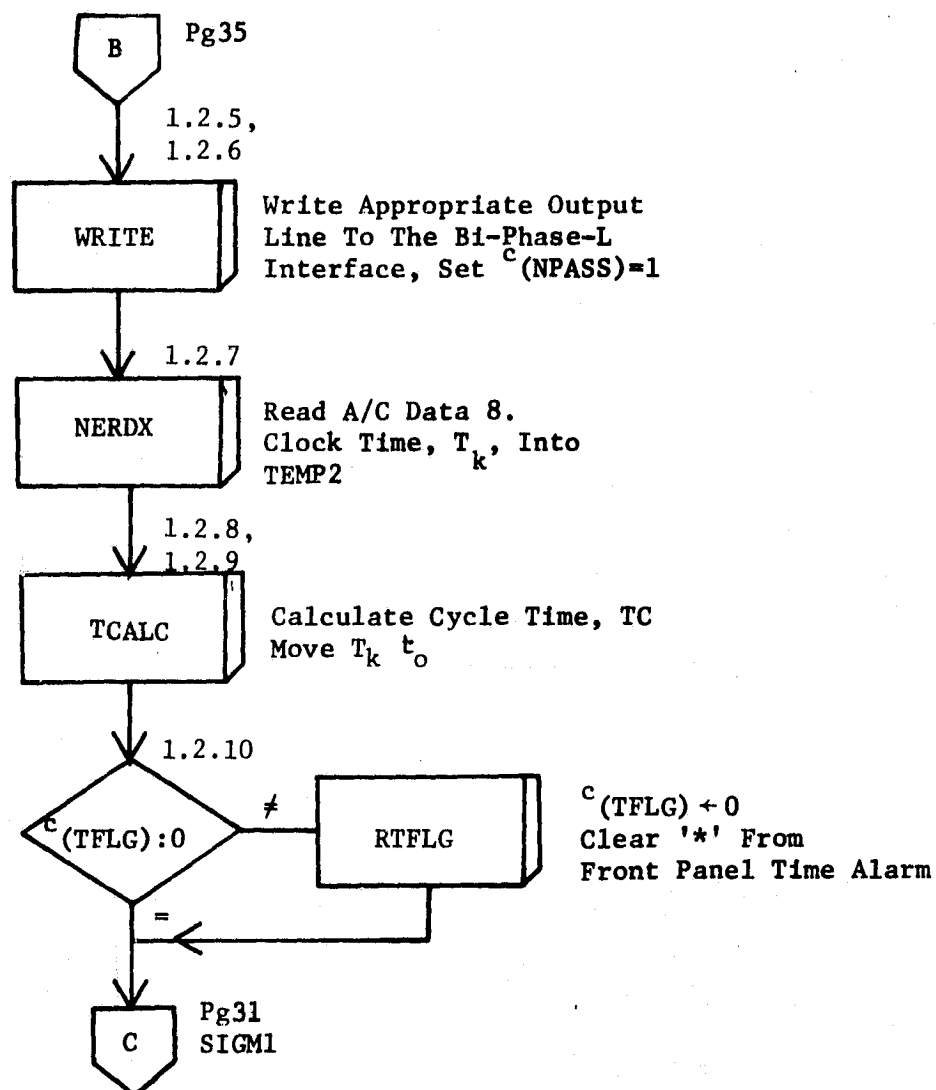 B
Pg35
1.2.5,
1.2.6
WRITE
Write Appropriate Output
Line To The Bi-Phase-L
Interface, Set c(NPASS)=1
1.2.7
NERDX
Read A/C Data 8.
Clock Time, Tk, Into
TEMP2
1.2.8,
1.2.9
TCALC
Calculate Cycle Time, TC
Move Tk to
1.2.10
c(TFLG):0
≠
RTFLG
c(TFLG)←0
Clear '*' From
Front Panel Time Alarm
=
C
Pg31
SIGM1